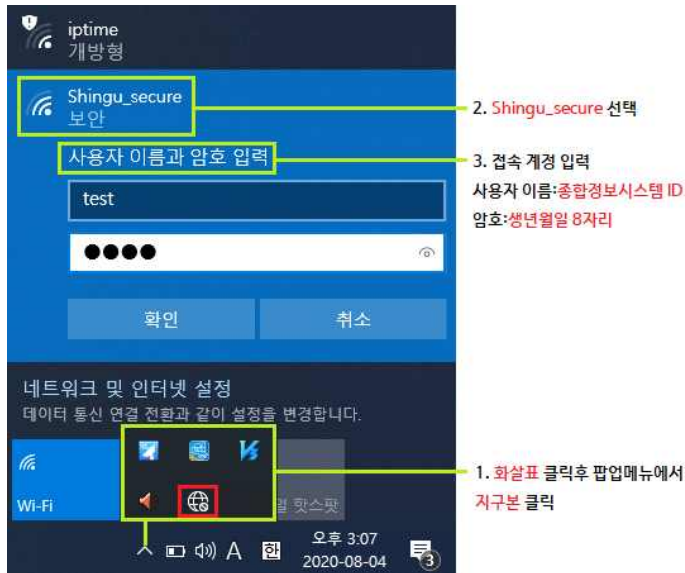 iptime
개방형
Shingu_secure
보안
2. Shingu_secure 선택
사용자 이름과 암호 입력
3. 접속 계정 입력
사용자 이름:종합정보시스템 ID
암호:생년월일 8자리
test
확인
취소
네트워크 및 인터넷 설정
데이터 통신 연결 전환과 같이 설정을 변경합니다.
1. 화살표 클릭후 팝업메뉴에서
지구본 클릭
Wi-Fi
핫스팟
A
한
오후 3:07
2020-08-04
3